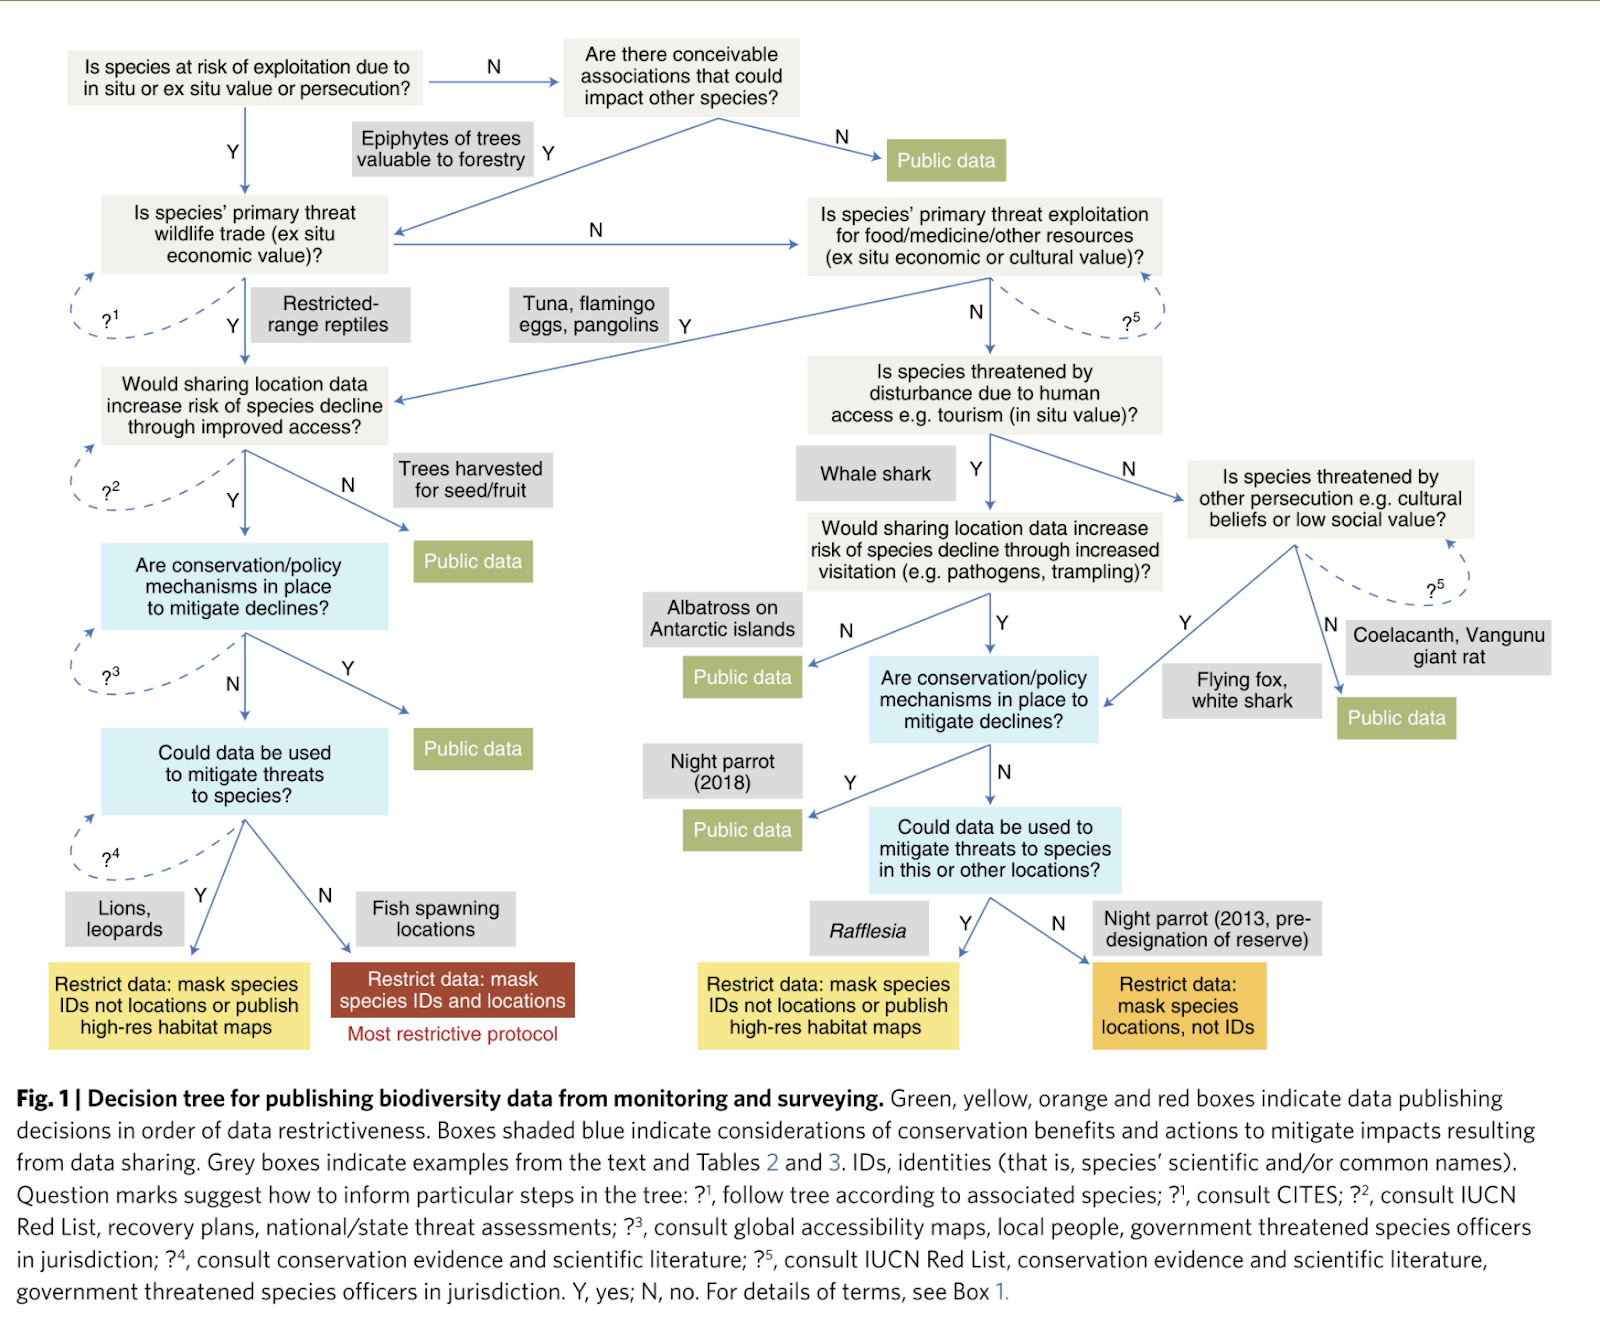 Is species at risk of exploitation due to
in situ or ex situ value or persecution?
N
Are there conceivable
associations that could
impact other species?
Y
Epiphytes of trees
valuable to forestry
Y
N
Public data
Is species' primary threat
wildlife trade (ex situ
economic value)?
N
Is species' primary threat exploitation
for food/medicine/other resources
(ex situ economic or cultural value)?
?1
Y
Restricted-
range reptiles
Tuna, flamingo
eggs, pangolins
Y
N
?5
Would sharing location data
increase risk of species decline
through improved access?
Is species threatened by
disturbance due to human
access e.g. tourism (in situ value)?
?2
Y
N
Trees harvested
for seed/fruit
Public data
Whale shark
Y
N
Is species threatened by
other persecution e.g. cultural
beliefs or low social value?
Would sharing location data increase
risk of species decline through increased
visitation (e.g. pathogens, trampling)?
?5
Are conservation/policy
mechanisms in place
to mitigate declines?
Albatross on
Antarctic islands
N
Y
Public data
Y
N
Coelacanth, Vangunu
giant rat
Flying fox,
white shark
Public data
?3
N
Y
Public data
Are conservation/policy
mechanisms in place to
mitigate declines?
Could data be used
to mitigate threats
to species?
Night parrot
(2018)
Y
N
Public data
Could data be used to
mitigate threats to species
in this or other locations?
?4
Lions,
leopards
Y
N
Fish spawning
locations
Rafflesia
Y
N
Night parrot (2013, pre-
designation of reserve)
Restrict data: mask species
IDs not locations or publish
high-res habitat maps
Restrict data: mask
species IDs and locations
Most restrictive protocol
Restrict data: mask species
IDs not locations or publish
high-res habitat maps
Restrict data:
mask species
locations, not IDs
Fig. 1 | Decision tree for publishing biodiversity data from monitoring and surveying. Green, yellow, orange and red boxes indicate data publishing
decisions in order of data restrictiveness. Boxes shaded blue indicate considerations of conservation benefits and actions to mitigate impacts resulting
from data sharing. Grey boxes indicate examples from the text and Tables 2 and 3. IDs, identities (that is, species' scientific and/or common names).
Question marks suggest how to inform particular steps in the tree: ?1, follow tree according to associated species; ?1, consult CITES; ?2, consult IUCN
Red List, recovery plans, national/state threat assessments; ?3, consult global accessibility maps, local people, government threatened species officers
in jurisdiction; ?4, consult conservation evidence and scientific literature; ?5, consult IUCN Red List, conservation evidence and scientific literature,
government threatened species officers in jurisdiction. Y, yes; N, no. For details of terms, see Box 1.